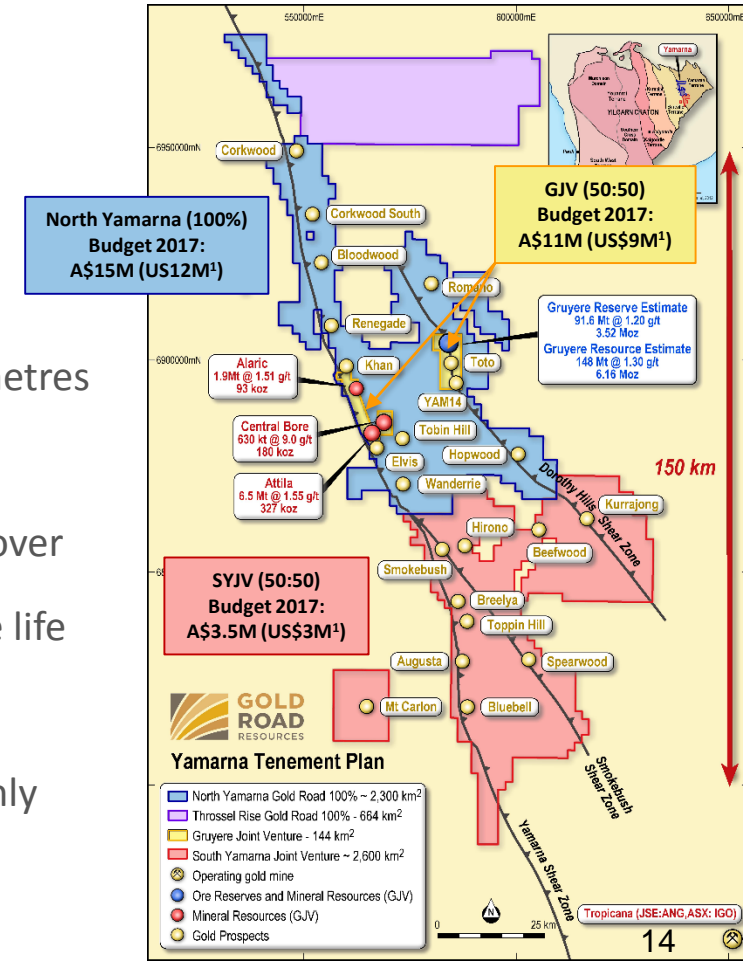 550000mE
600000mE
650000mE
Yamarna
YILGARN CRATON
6950000mN
Corkwood
North Yamarna (100%)
Budget 2017:
A$15M (US12M1)
GJV (50:50)
Budget 2017:
A$11M (US$9M1)
Corkwood South
Bloodwood
Romano
Gruyere Reserve Estimate
91.6 Mt @ 1.20 g/t
3.52 Moz
Gruyere Resource Estimate
148 Mt @ 1.30 g/t
6.16 Moz
Renegade
6900000mN
etres
Alaric
1.9Mt @ 1.51 g/t
93 koz
Khan
Toto
YAM14
Central Bore
630 kt @ 9.0 g/t
180 koz
Tobin Hill
Elvis
Hopwood
Attila
6.5 Mt @ 1.55 g/t
327 koz
Wanderrie
Dorothy Hills Shear Zone
150 km
Kurrajong
over
Hirono
Beefwood
Smokebush
SYJV (50:50)
Budget 2017:
A$3.5M (US$3M1)
e life
Breelya
Toppin Hill
Augusta
Spearwood
Mt Carlon
Bluebell
GOLD
ROAD
RESOURCES
Yamarna Tenement Plan
Smokebush
Shear Zone
nly
North Yamarna Gold Road 100% ~ 2,300 km2
Throssel Rise Gold Road 100% - 664 km2
Gruyere Joint Venture - 144 km2
South Yamarna Joint Venture ~ 2,600 km2
Operating gold mine
Ore Reserves and Mineral Resources (GJV)
Mineral Resources (GJV)
Gold Prospects
Yamarna Shear Zone
N
0 25 km
Tropicana (JSE:ANG,ASX: IGO)
14